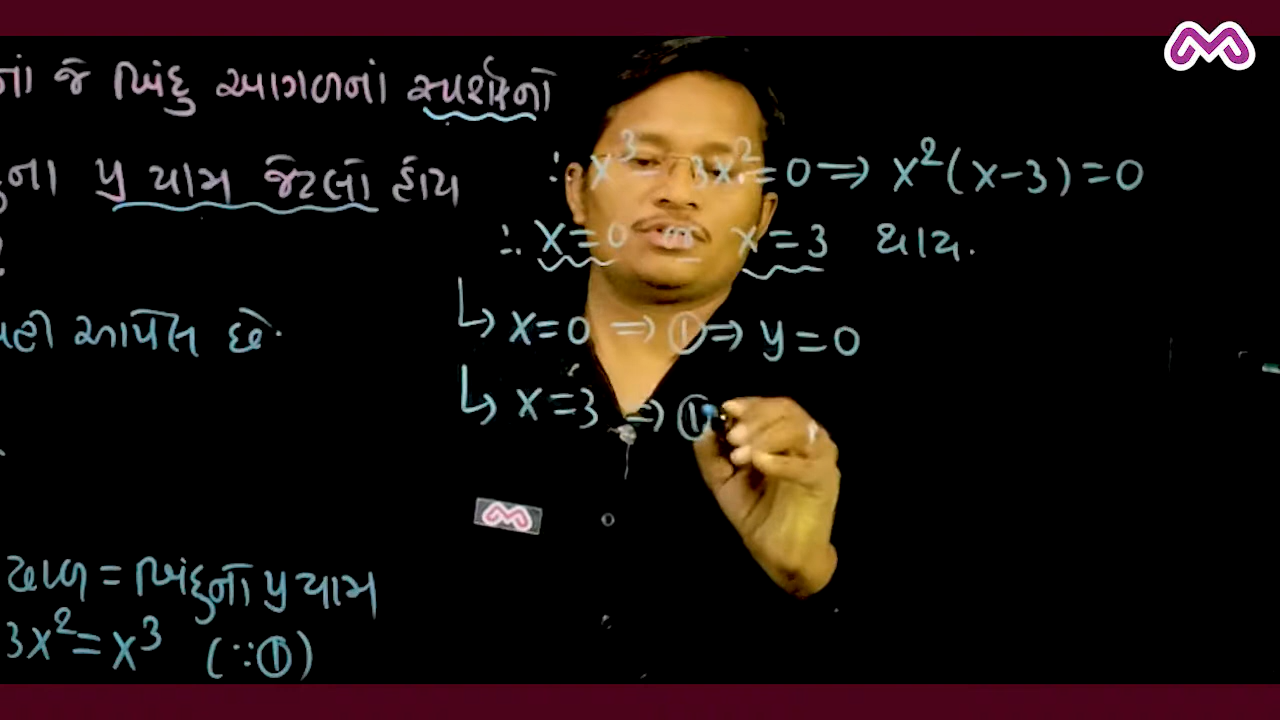 નાં જે બિંદુ આગળનાં સ્પર્શકનો
ના y યામ જેટલો હોય
આપેલ છે.
ઢાળ = બિંદુનો y યામ
3x² = x³ (∵①)
∴ x³ - 3x² = 0 ⇒ x²(x-3) = 0
∴ x = 0 or x = 3 થાય.
↳ x = 0 ⇒ ① ⇒ y = 0
↳ x = 3 ⇒ ①